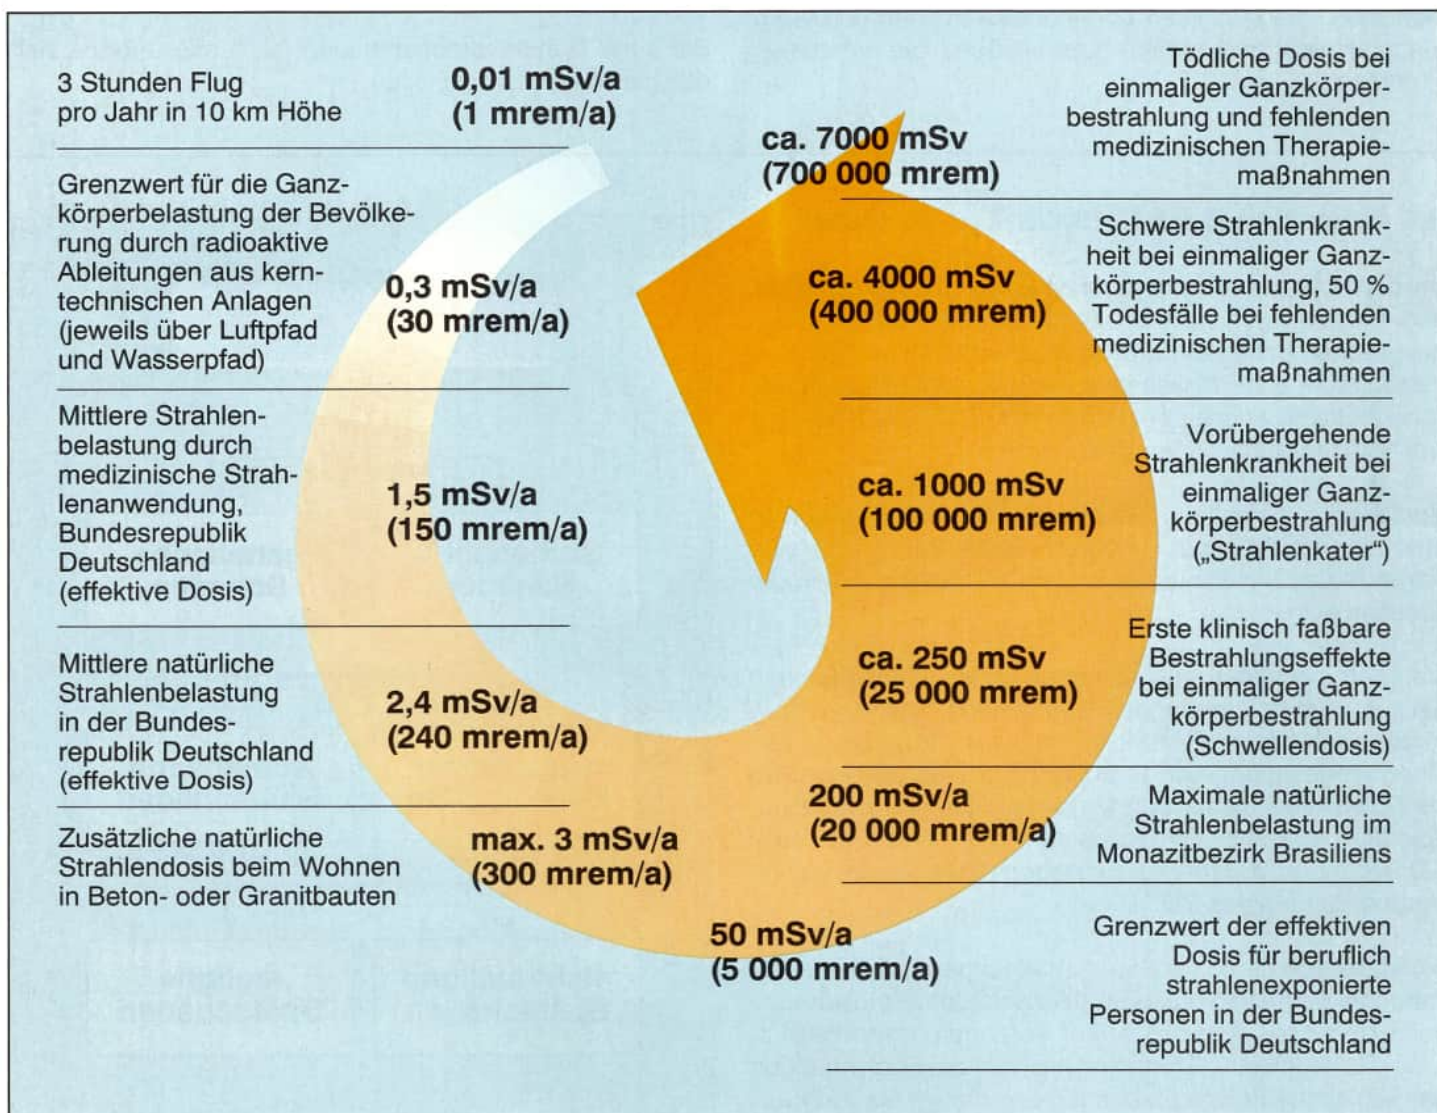 3 Stunden Flug
pro Jahr in 10 km Höhe
0,01 mSv/a
(1 mrem/a)
Grenzwert für die Ganz-
körperbelastung der Bevölke-
rung durch radioaktive
Ableitungen aus kern-
technischen Anlagen
(jeweils über Luftpfad
und Wasserpfad)
0,3 mSv/a
(30 mrem/a)
Mittlere Strahlen-
belastung durch
medizinische Strah-
lenanwendung,
Bundesrepublik
Deutschland
(effektive Dosis)
1,5 mSv/a
(150 mrem/a)
Mittlere natürliche
Strahlenbelastung
in der Bundes-
republik Deutschland
(effektive Dosis)
2,4 mSv/a
(240 mrem/a)
Zusätzliche natürliche
Strahlendosis beim Wohnen
in Beton- oder Granitbauten
max. 3 mSv/a
(300 mrem/a)
50 mSv/a
(5 000 mrem/a)
Grenzwert der effektiven
Dosis für beruflich
strahlenexponierte
Personen in der Bundes-
republik Deutschland
200 mSv/a
(20 000 mrem/a)
Maximale natürliche
Strahlenbelastung im
Monazitbezirk Brasiliens
ca. 250 mSv
(25 000 mrem)
Erste klinisch faßbare
Bestrahlungseffekte
bei einmaliger Ganz-
körperbestrahlung
(Schwellendosis)
ca. 1000 mSv
(100 000 mrem)
Vorübergehende
Strahlenkrankheit bei
einmaliger Ganz-
körperbestrahlung
(„Strahlenkater“)
ca. 4000 mSv
(400 000 mrem)
Schwere Strahlenkrank-
heit bei einmaliger Ganz-
körperbestrahlung, 50 %
Todesfälle bei fehlenden
medizinischen Therapie-
maßnahmen
ca. 7000 mSv
(700 000 mrem)
Tödliche Dosis bei
einmaliger Ganzkörper-
bestrahlung und fehlenden
medizinischen Therapie-
maßnahmen